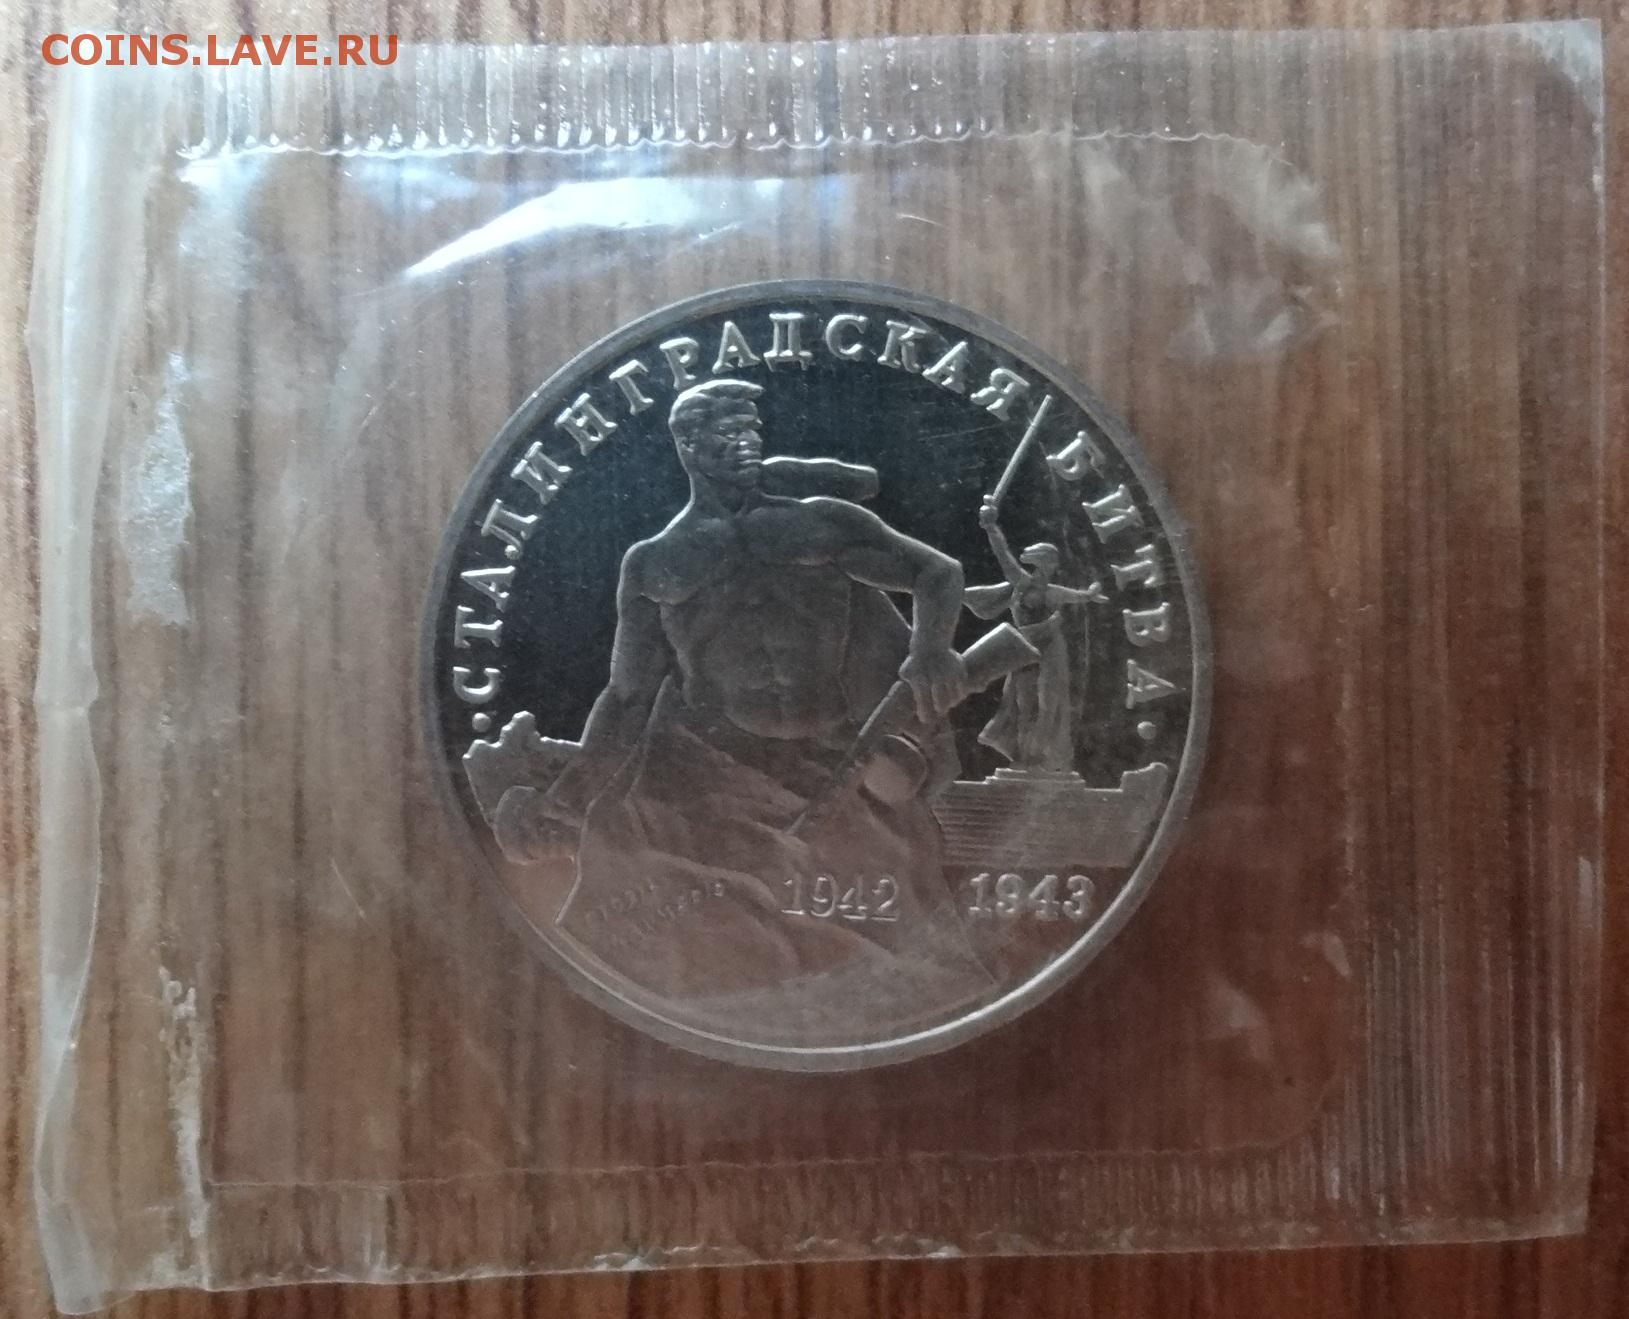 COINS.LAVE.RU
·СТАЛИНГРАДСКАЯ БИТВА·
1942 1943